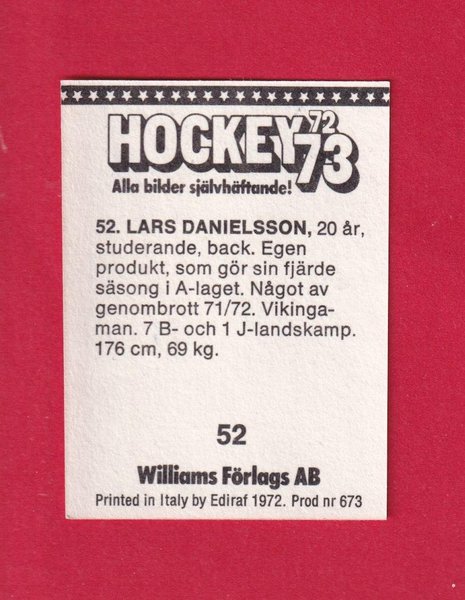 HOCKEY 72 73
Alla bilder självhäftande!
52. LARS DANIELSSON, 20 år,
studerande, back. Egen
produkt, som gör sin fjärde
säsong i A-laget. Något av
genombrott 71/72. Vikinga-
man. 7 B- och 1 J-landskamp.
176 cm, 69 kg.
52
Williams Förlags AB
Printed in Italy by Ediraf 1972. Prod nr 673